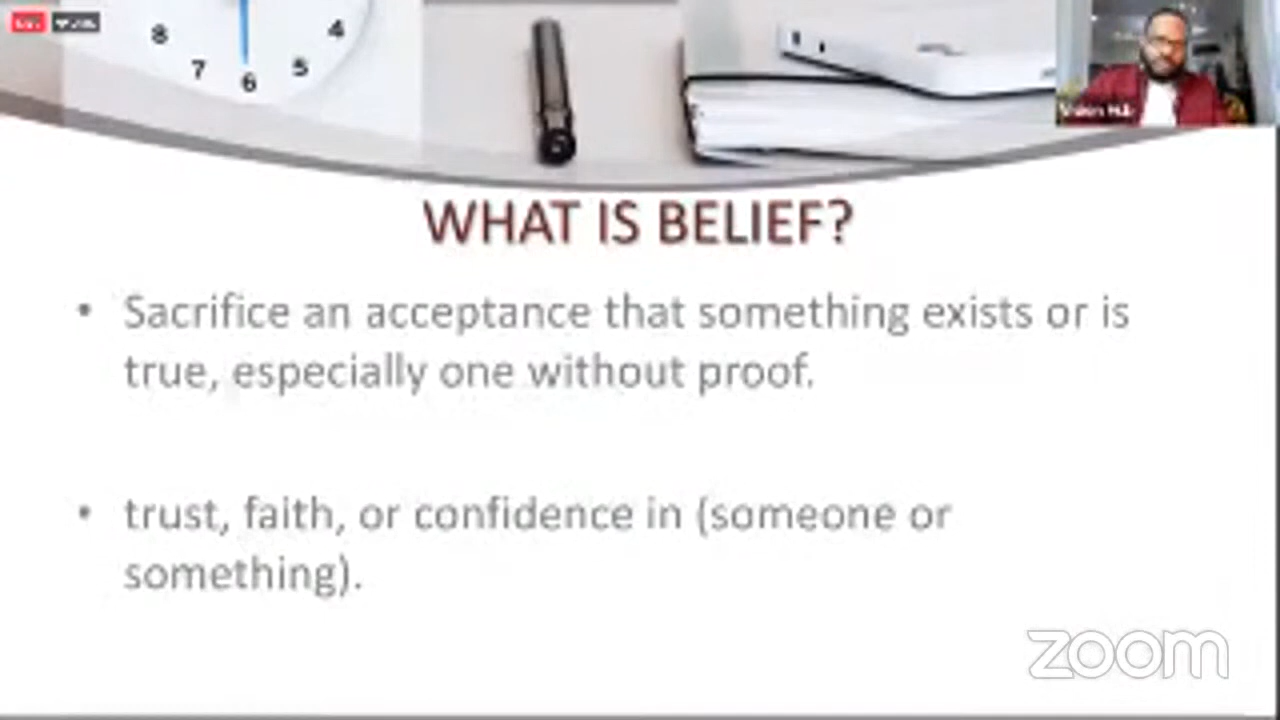 8
7
6
5
4
WHAT IS BELIEF?
• Sacrifice an acceptance that something exists or is
true, especially one without proof.
• trust, faith, or confidence in (someone or
something).
zoom